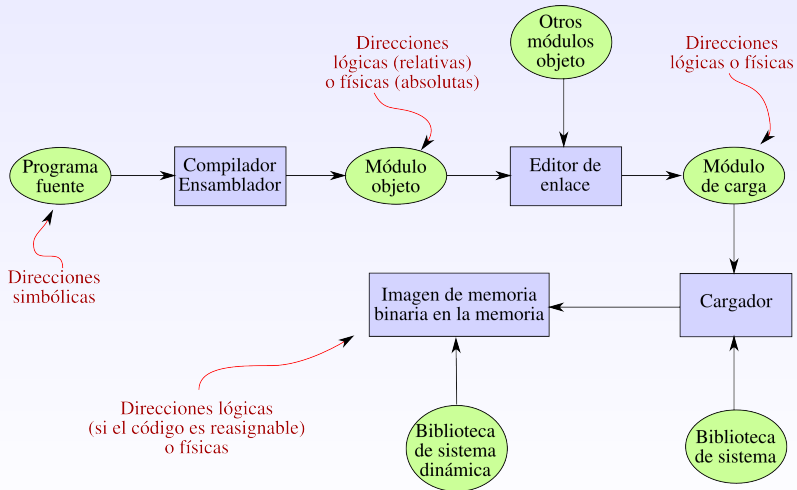 Otros
módulos
objeto
Direcciones
lógicas (relativas)
o físicas (absolutas)
Direcciones
lógicas o físicas
Programa
fuente
Compilador
Ensamblador
Módulo
objeto
Editor de
enlace
Módulo
de carga
Direcciones
simbólicas
Imagen de memoria
binaria en la memoria
Cargador
Direcciones lógicas
(si el código es reasignable)
o físicas
Biblioteca
de sistema
dinámica
Biblioteca
de sistema